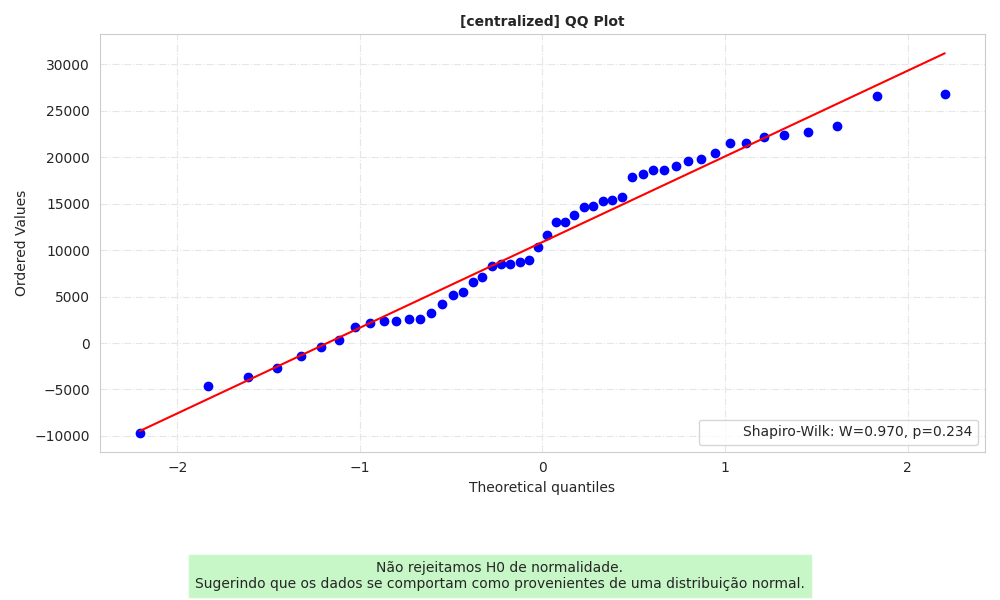 [centralized] QQ Plot
30000
25000
20000
15000
10000
5000
0
−5000
−10000
Ordered Values
Shapiro-Wilk: W=0.970, p=0.234
−2 −1 0 1 2
Theoretical quantiles
Não rejeitamos H0 de normalidade.
Sugerindo que os dados se comportam como provenientes de uma distribuição normal.